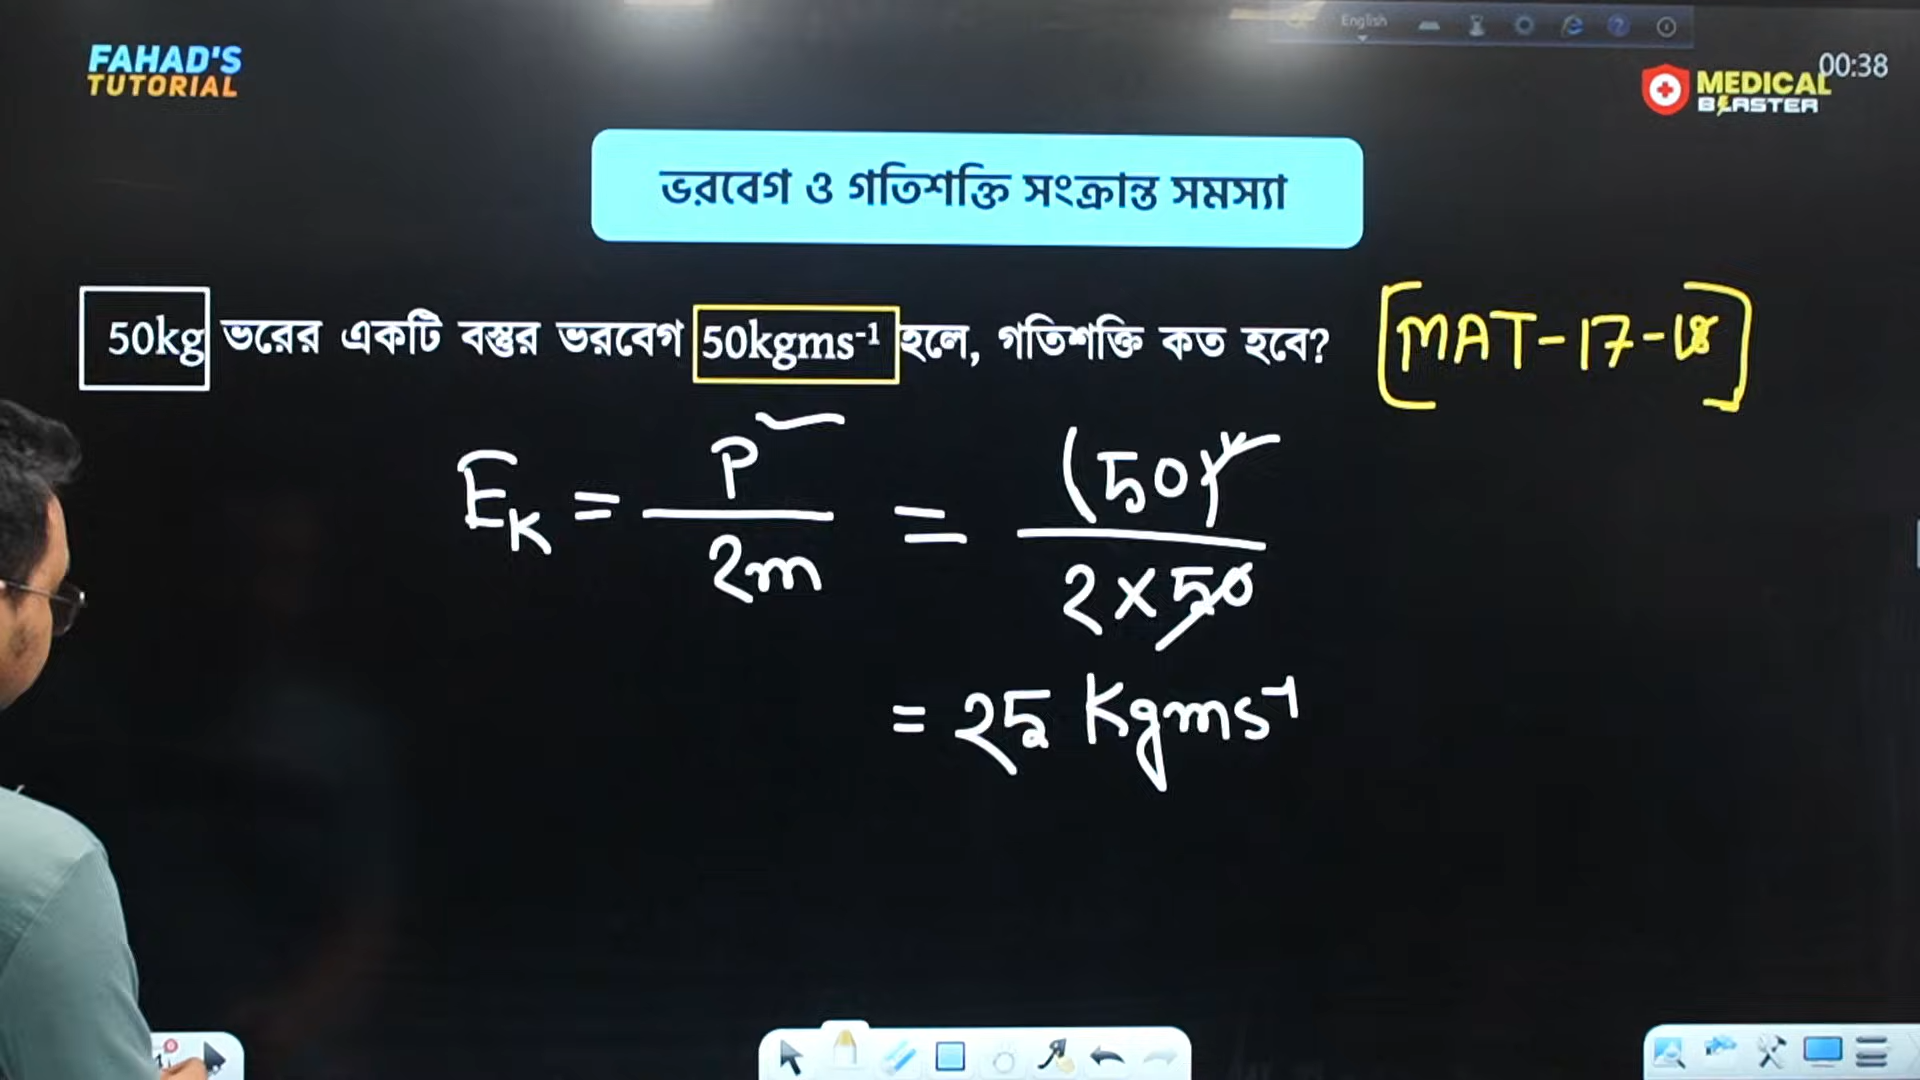 English
FAHAD'S
TUTORIAL
00:38
MEDICAL
BLASTER
ভরবেগ ও গতিশক্তি সংক্রান্ত সমস্যা
50kg ভরের একটি বস্তুর ভরবেগ 50kgms⁻¹ হলে, গতিশক্তি কত হবে? [MAT-17-18]
E_K = P² / 2m = (50)² / 2×50
= 25 Kgms⁻¹